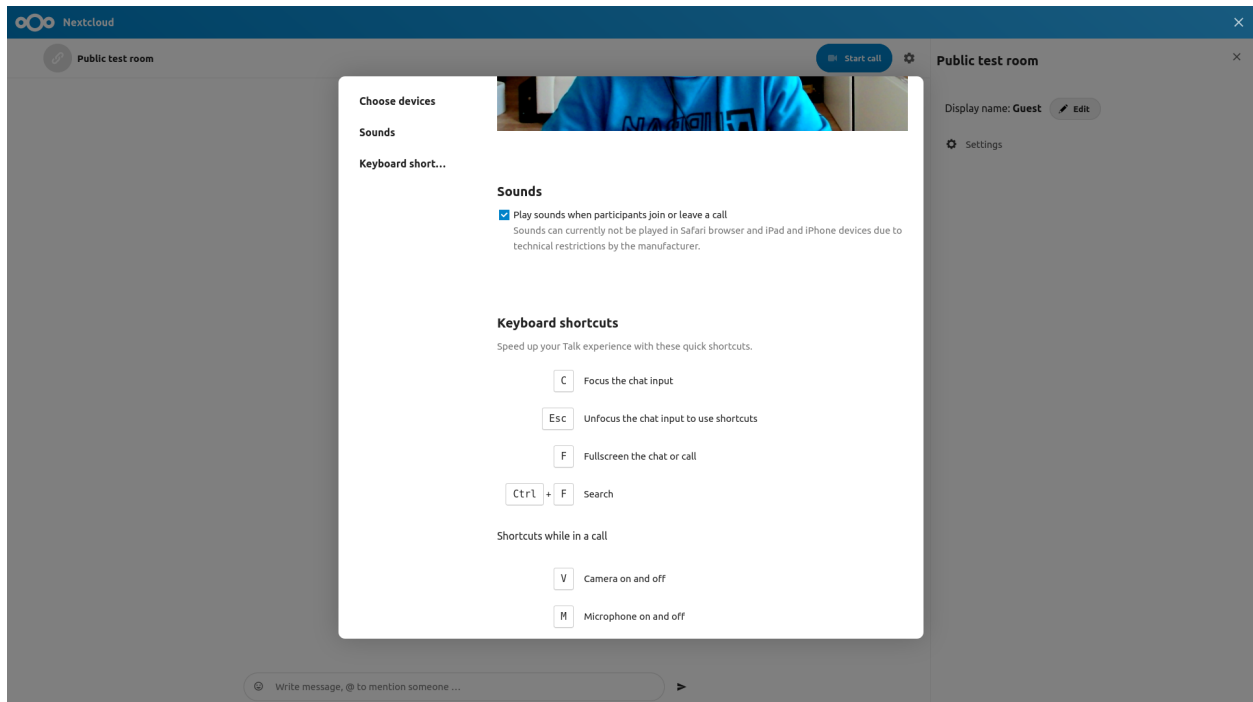 Nextcloud
Public test room
Start call
Public test room
Display name: Guest
Edit
Settings
Choose devices
Sounds
Keyboard short...
Sounds
Play sounds when participants join or leave a call
Sounds can currently not be played in Safari browser and iPad and iPhone devices due to
technical restrictions by the manufacturer.
Keyboard shortcuts
Speed up your Talk experience with these quick shortcuts.
C Focus the chat input
Esc Unfocus the chat input to use shortcuts
F Fullscreen the chat or call
Ctrl + F Search
Shortcuts while in a call
V Camera on and off
M Microphone on and off
Write message, @ to mention someone ...